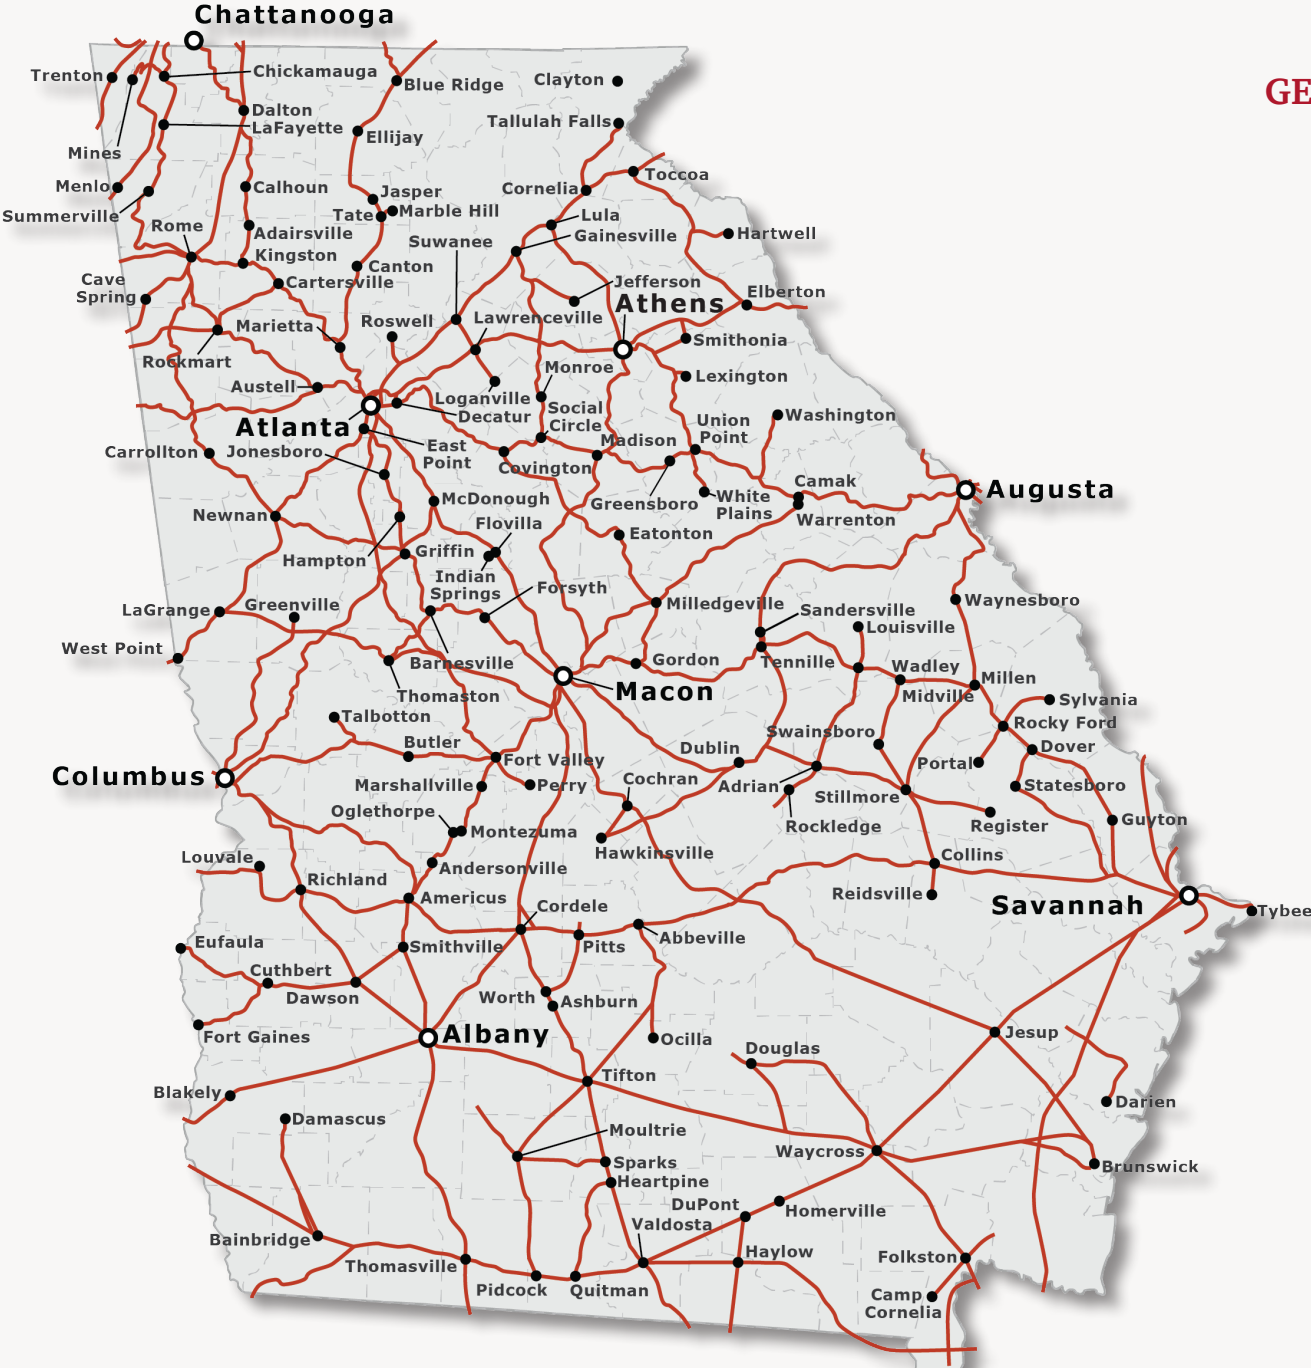 Chattanooga
GE
Trenton
Chickamauga
Blue Ridge
Clayton
Dalton
LaFayette
Tallulah Falls
Ellijay
Mines
Toccoa
Menlo
Calhoun
Jasper
Cornelia
Summerville
Tate
Marble Hill
Lula
Rome
Adairsville
Suwanee
Gainesville
Hartwell
Kingston
Canton
Cave
Spring
Cartersville
Jefferson
Elberton
Athens
Marietta
Roswell
Lawrenceville
Smithonia
Rockmart
Monroe
Lexington
Austell
Loganville
Decatur
Social
Circle
Union
Point
Washington
Atlanta
East
Point
Madison
Carrollton
Jonesboro
Covington
Camak
Augusta
McDonough
Greensboro
White
Plains
Newnan
Flovilla
Warrenton
Eatonton
Hampton
Griffin
Indian
Springs
Forsyth
LaGrange
Greenville
Milledgeville
Sandersville
Waynesboro
Louisville
West Point
Barnesville
Gordon
Tennille
Wadley
Millen
Thomaston
Macon
Midville
Sylvania
Talbotton
Swainsboro
Rocky Ford
Butler
Dublin
Dover
Columbus
Fort Valley
Portal
Marshallville
Perry
Cochran
Adrian
Statesboro
Stillmore
Oglethorpe
Montezuma
Rockledge
Register
Guyton
Louvale
Hawkinsville
Collins
Andersonville
Richland
Americus
Cordele
Reidsville
Savannah
Tybee
Eufaula
Smithville
Pitts
Abbeville
Cuthbert
Dawson
Worth
Ashburn
Fort Gaines
Albany
Ocilla
Jesup
Douglas
Tifton
Blakely
Darien
Damascus
Moultrie
Waycross
Sparks
Brunswick
Heartpine
DuPont
Homerville
Valdosta
Bainbridge
Haylow
Folkston
Thomasville
Pidcock
Quitman
Camp
Cornelia